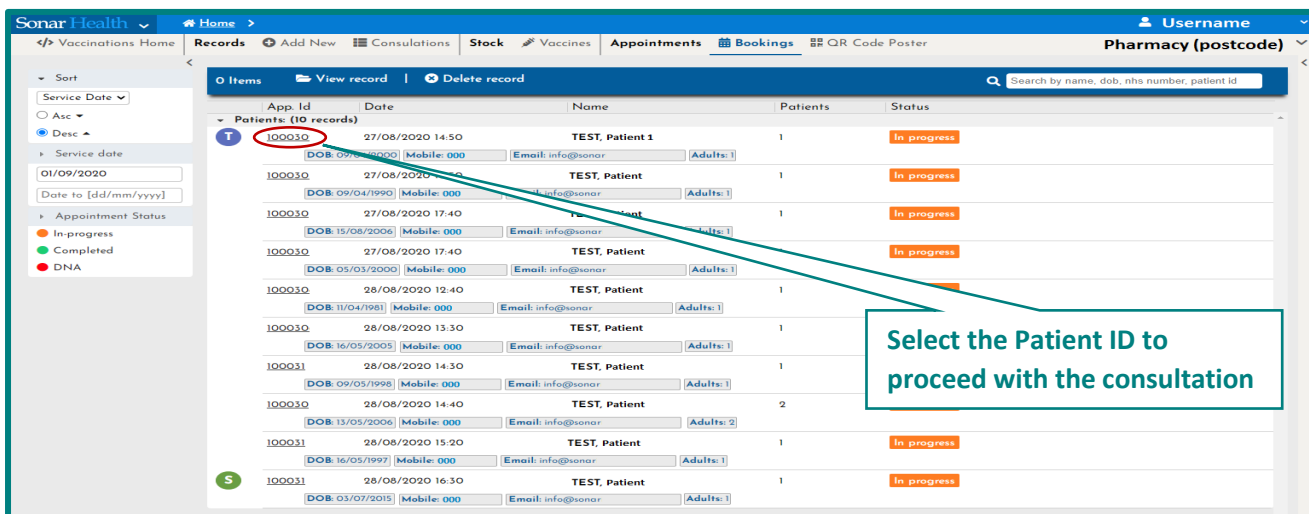 Sonar Health Home > Username
</> Vaccinations Home Records Add New Consulations Stock Vaccines Appointments Bookings QR Code Poster Pharmacy (postcode)
Sort
Service Date
Asc
Desc
Service date
01/09/2020
Date to [dd/mm/yyyy]
Appointment Status
In-progress
Completed
DNA
0 Items View record | Delete record Search by name, dob, nhs number, patient id
App. Id Date Name Patients Status
Patients: (10 records)
T 100030 27/08/2020 14:50 TEST, Patient 1 1 In progress
DOB: Mobile: 000 Email: info@sonar Adults: 1
100030 27/08/2020 TEST, Patient 1 In progress
DOB: 09/04/1990 Mobile: 000 info@sonar Adults: 1
100030 27/08/2020 17:40 1 In progress
DOB: 15/08/2006 Mobile: 000 Email: info@sonar
100030 27/08/2020 17:40 TEST, Patient In progress
DOB: 05/03/2000 Mobile: 000 Email: info@sonar Adults: 1
100030 28/08/2020 12:40 TEST, Patient 1
DOB: 11/04/1981 Mobile: 000 Email: info@sonar Adults: 1
100030 28/08/2020 13:30 TEST, Patient 1
DOB: 16/05/2005 Mobile: 000 Email: info@sonar Adults: 1
100031 28/08/2020 14:30 TEST, Patient 1
DOB: 09/05/1998 Mobile: 000 Email: info@sonar Adults: 1
100030 28/08/2020 14:40 TEST, Patient 2
DOB: 13/05/2006 Mobile: 000 Email: info@sonar Adults: 2
100031 28/08/2020 15:20 TEST, Patient 1 In progress
DOB: 16/05/1997 Mobile: 000 Email: info@sonar Adults: 1
S 100031 28/08/2020 16:30 TEST, Patient 1 In progress
DOB: 03/07/2015 Mobile: 000 Email: info@sonar Adults: 1
Select the Patient ID to
proceed with the consultation